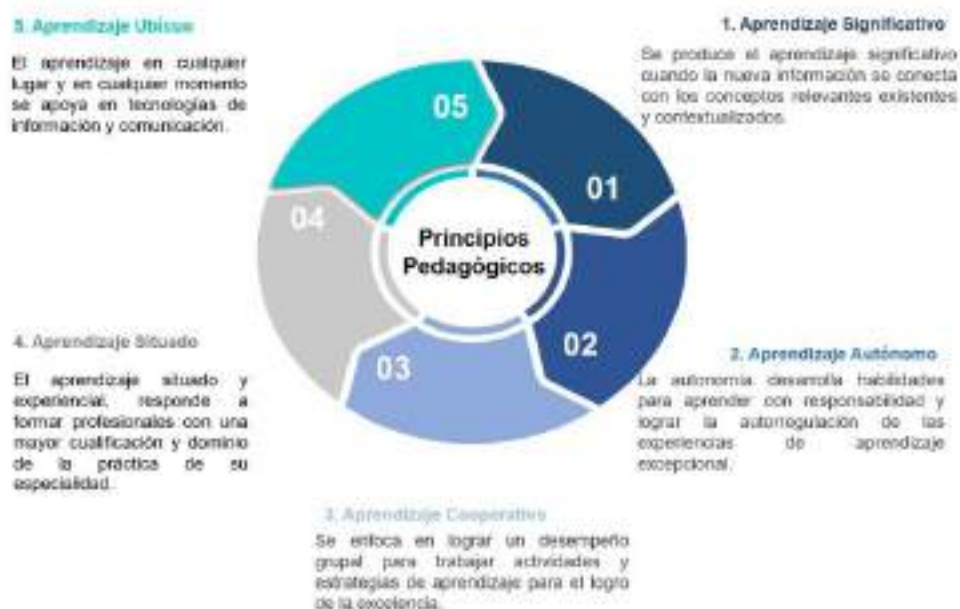 1. Aprendizaje Significativo
Se produce el aprendizaje significativo
cuando la nueva información se conecta
con los conceptos relevantes existentes
y contextualizados.
01
2. Aprendizaje Autónomo
La autonomía desarrolla habilidades
para aprender con responsabilidad y
lograr la autorregulación de las
experiencias de aprendizaje
excepcional.
02
3. Aprendizaje Cooperativo
Se enfoca en lograr un desempeño
grupal para trabajar actividades y
estrategias de aprendizaje para el logro
de la excelencia.
03
4. Aprendizaje Situado
El aprendizaje situado y
experiencial, responde a
formar profesionales con una
mayor cualificación y dominio
de la práctica de su
especialidad.
04
5. Aprendizaje Ubicuo
El aprendizaje en cualquier
lugar y en cualquier momento
se apoya en tecnologías de
información y comunicación.
05
Principios
Pedagógicos